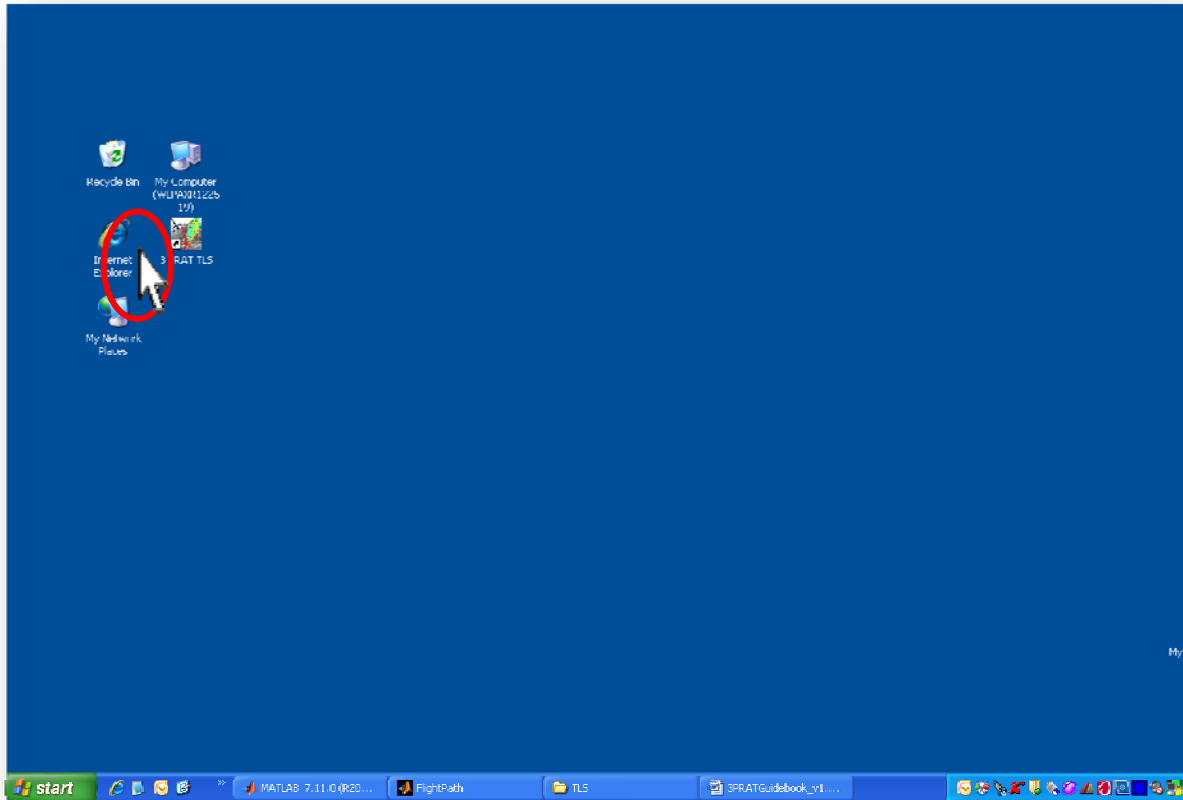 Recycle Bin
My Computer
(WLPAXR1225
19)
Internet
Explorer
3PRAT TLS
My Network
Places
My
start
MATLAB 7.11.0 (R20...
FlightPath
TLS
3PRATGuidebook_v1....